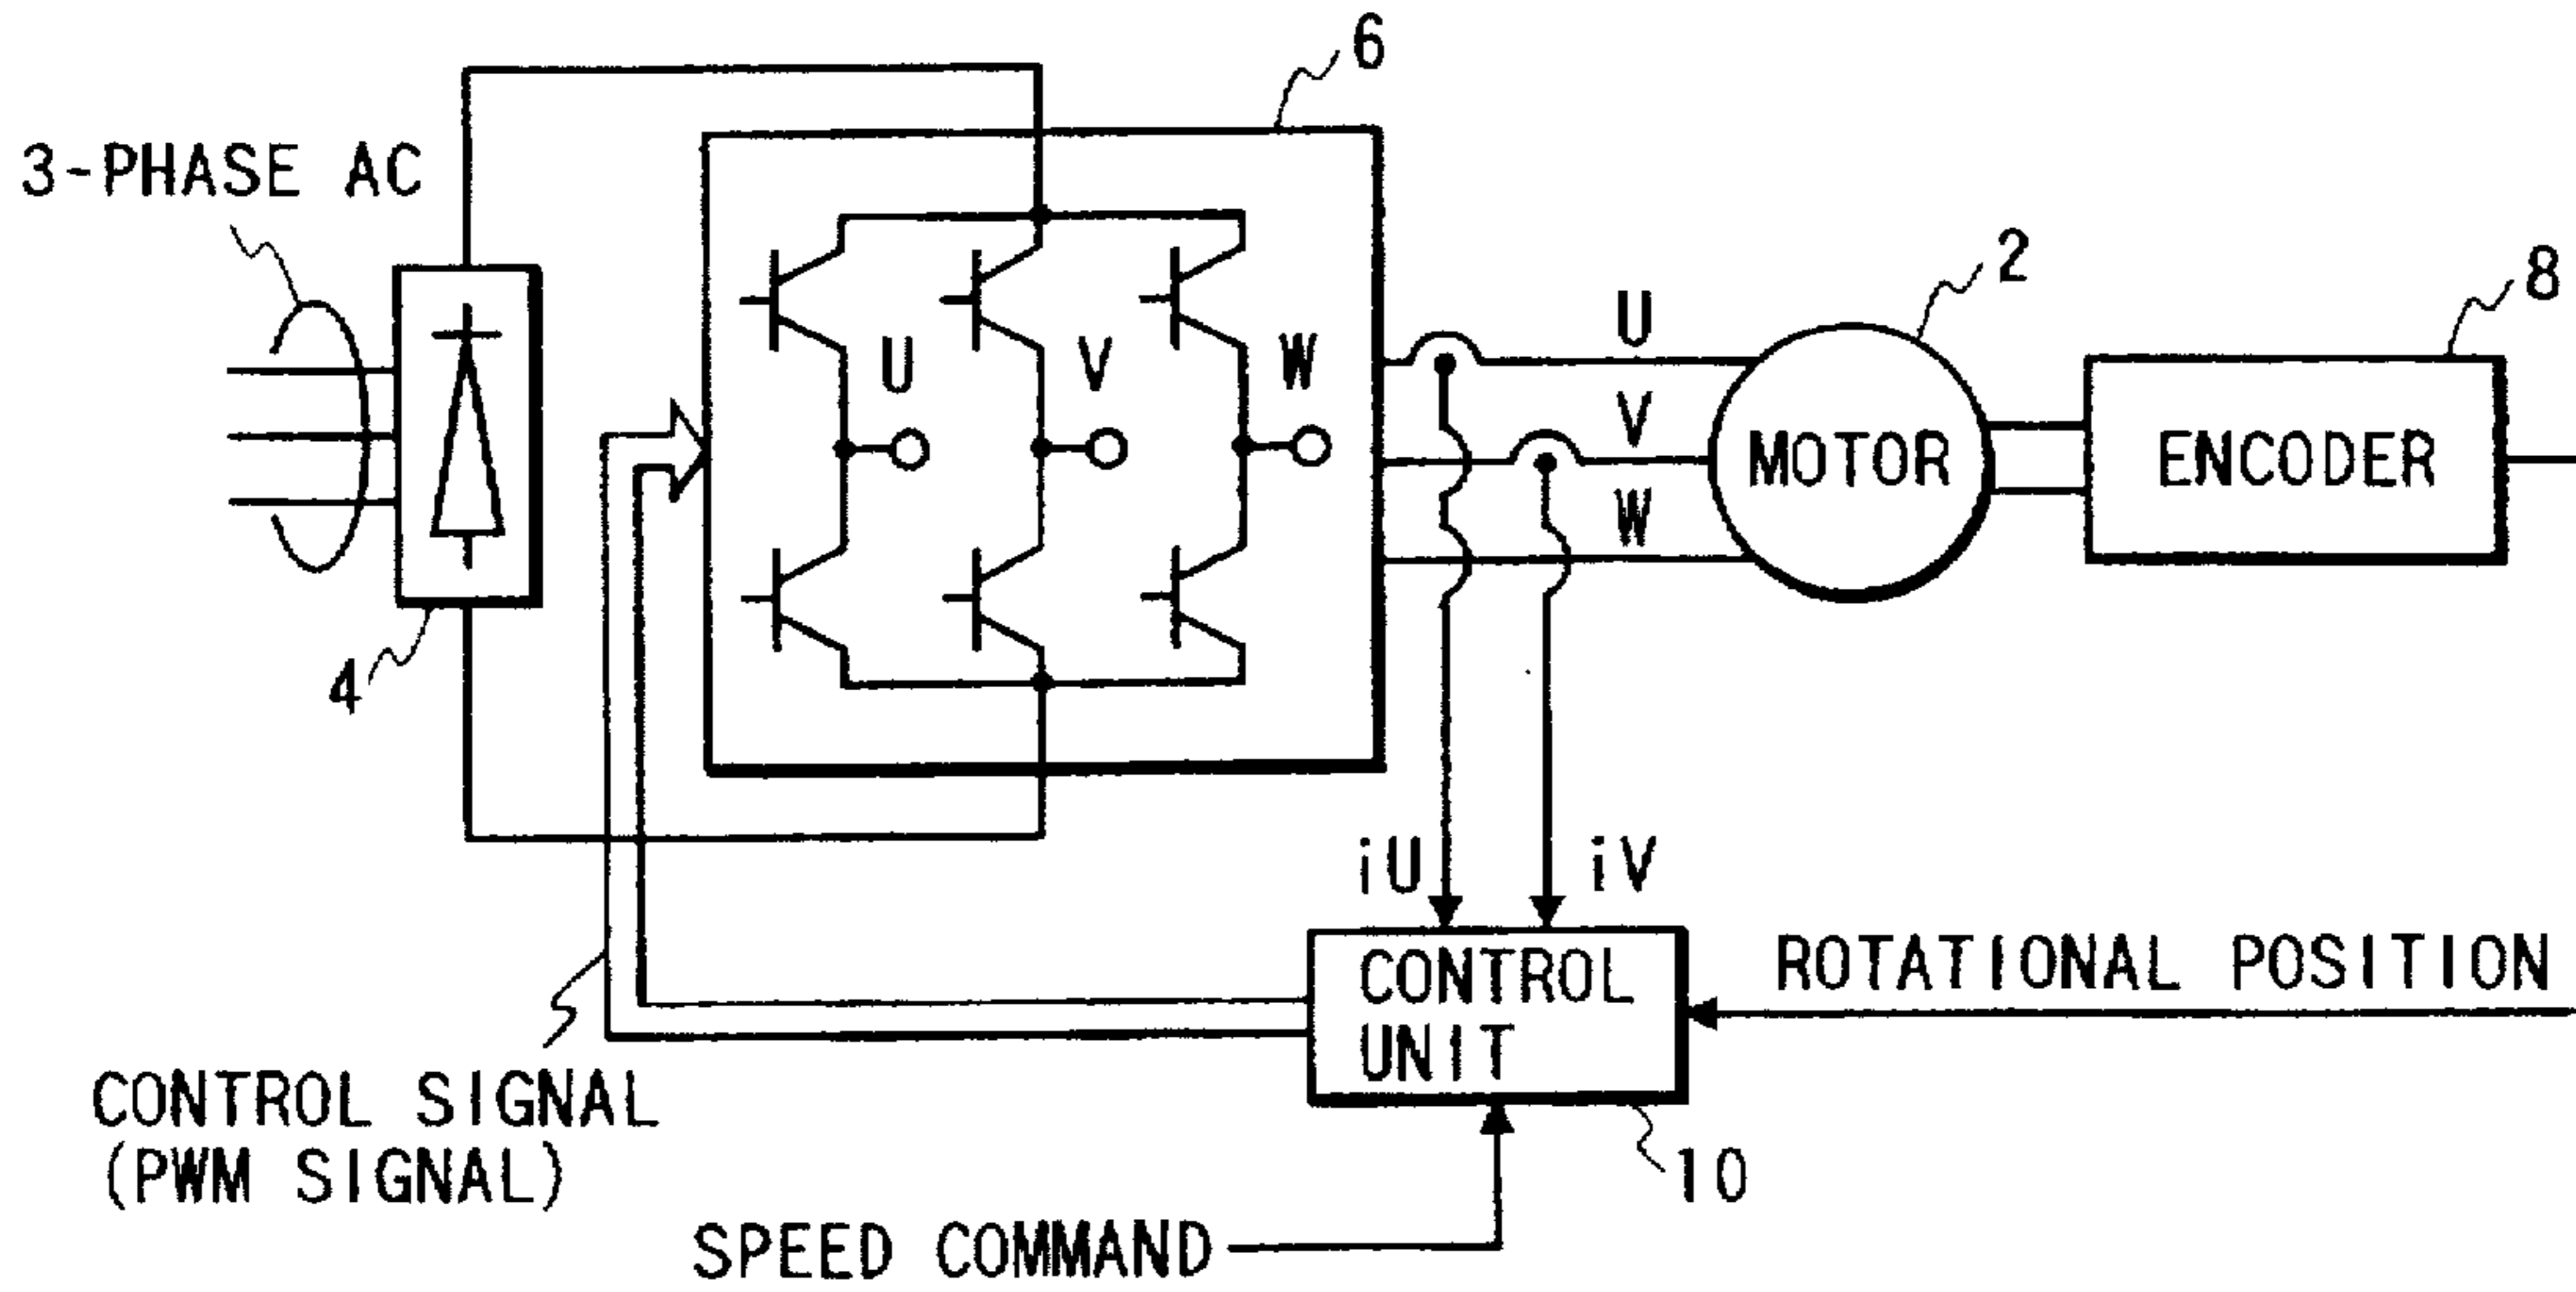 6
3-PHASE AC
2
8
U
U
V
W
V
MOTOR
ENCODER
W
4
iU
iV
CONTROL
UNIT
ROTATIONAL POSITION
CONTROL SIGNAL
(PWM SIGNAL)
10
SPEED COMMAND